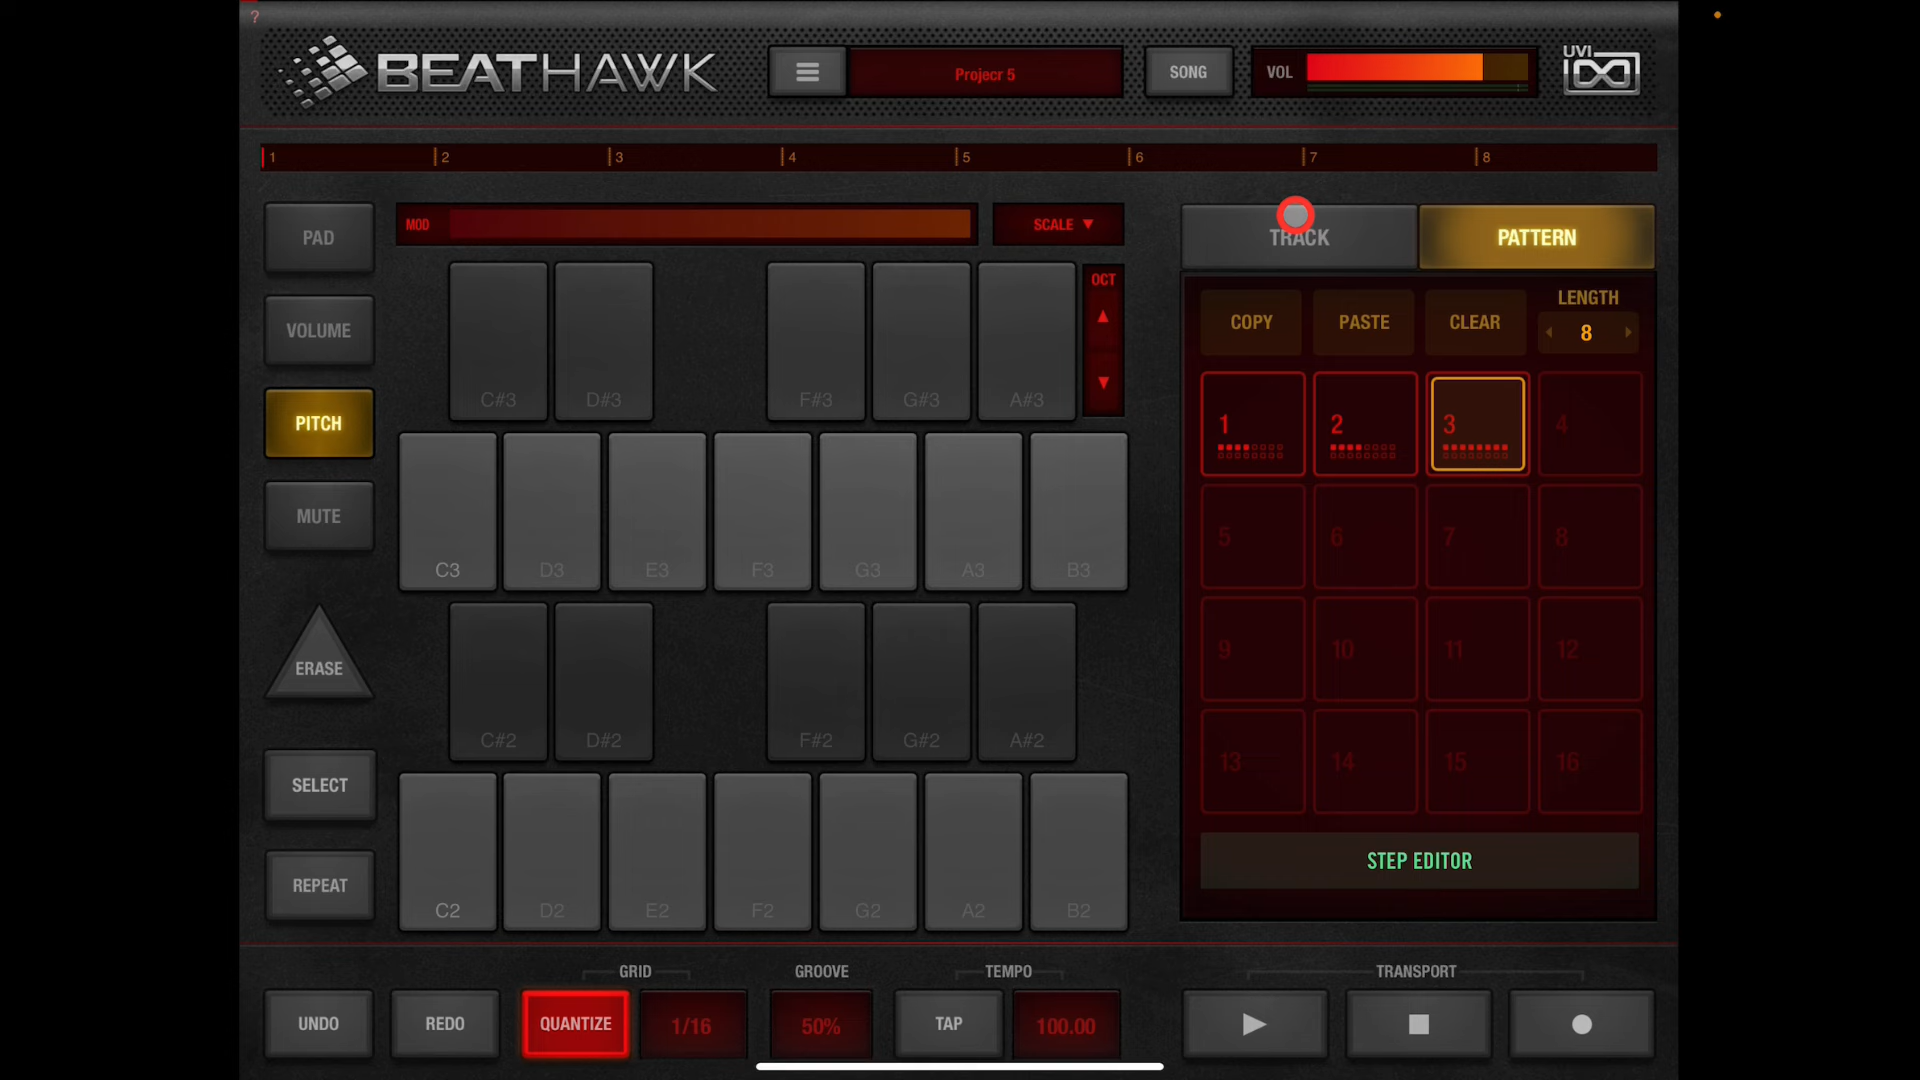 ?
BEATHAWK
Projecr 5
SONG
VOL
UVI
1 2 3 4 5 6 7 8
PAD
VOLUME
PITCH
MUTE
ERASE
SELECT
REPEAT
MOD
SCALE ▼
OCT
C#3 D#3 F#3 G#3 A#3
C3 D3 E3 F3 G3 A3 B3
C#2 D#2 F#2 G#2 A#2
C2 D2 E2 F2 G2 A2 B2
TRACK
PATTERN
COPY
PASTE
CLEAR
LENGTH
8
1 2 3 4
5 6 7 8
9 10 11 12
13 14 15 16
STEP EDITOR
GRID
GROOVE
TEMPO
TRANSPORT
UNDO
REDO
QUANTIZE
1/16
50%
TAP
100.00